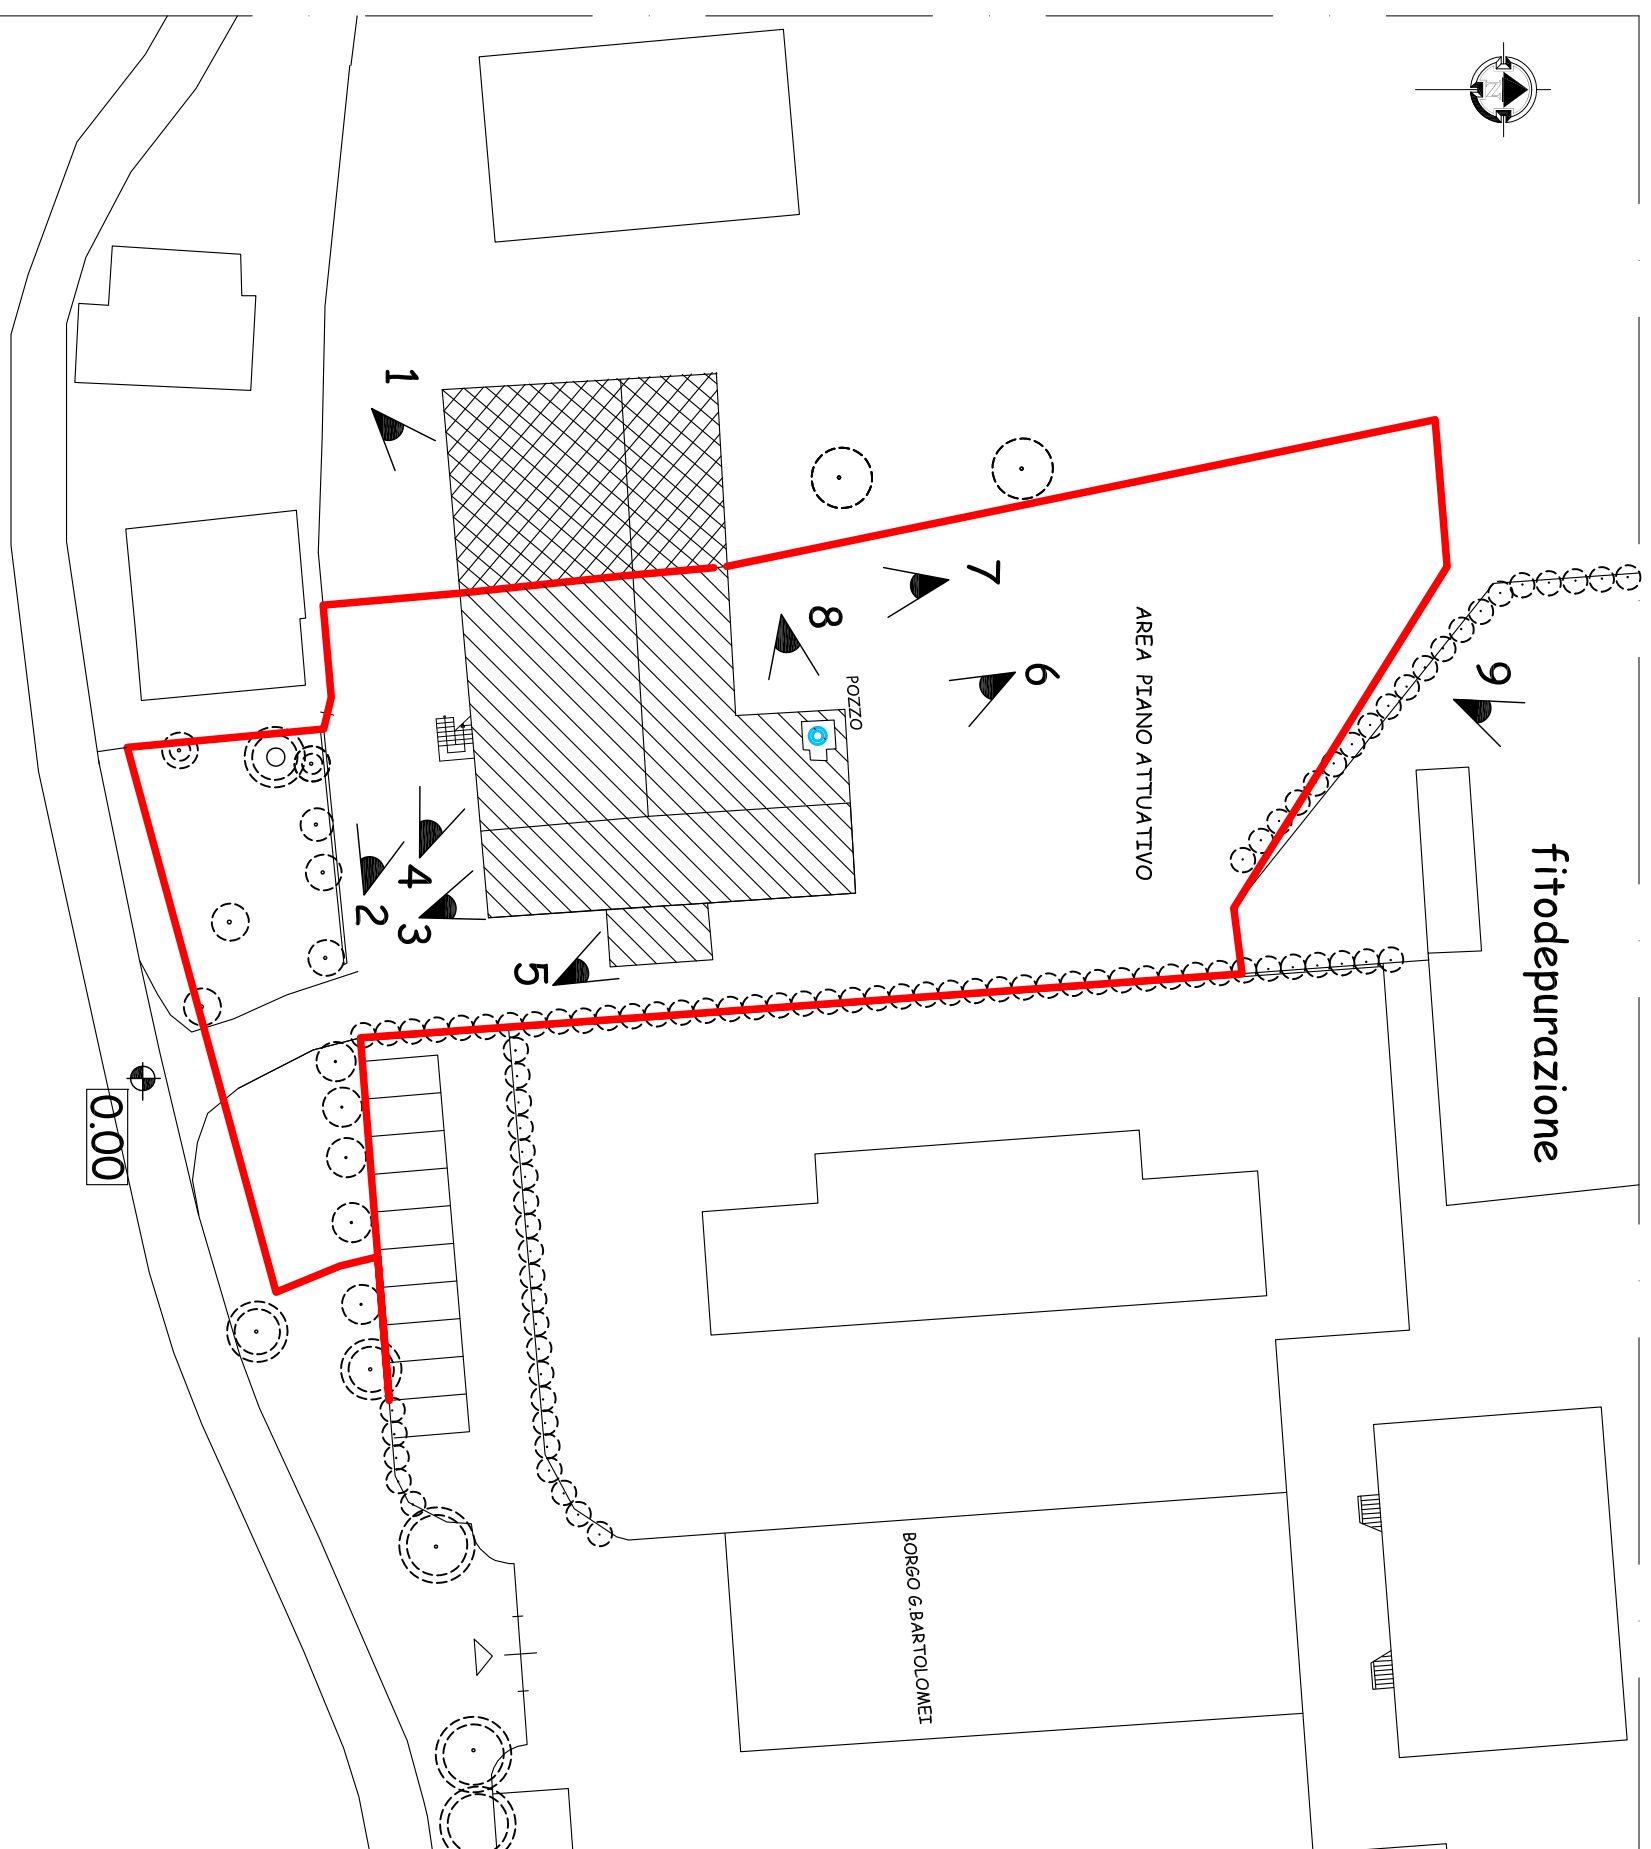 N
1
7
8
6
9
POZZO
AREA PIANO ATTUATIVO
fitodepurazione
4
2
3
5
0.00
BORGO G.BARTOLOMEI